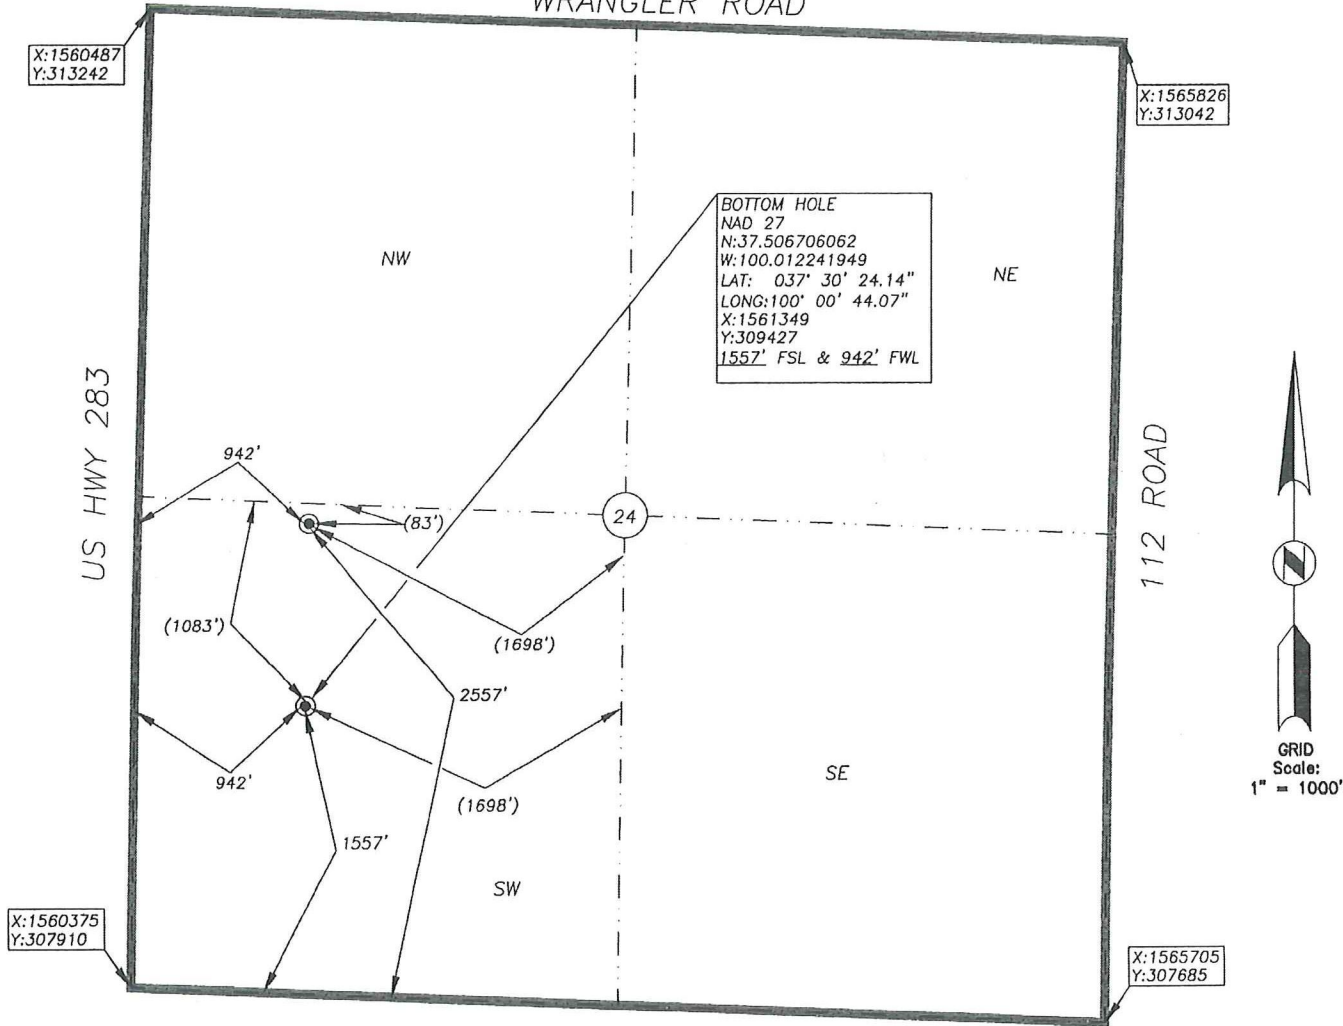 WRANGLER ROAD
X:1560487
Y:313242
X:1565826
Y:313042
BOTTOM HOLE
NAD 27
N:37.506706062
W:100.012241949
LAT: 037° 30' 24.14"
LONG:100° 00' 44.07"
X:1561349
Y:309427
1557' FSL & 942' FWL
NW
NE
US HWY 283
112 ROAD
942'
(83')
24
(1083')
(1698')
2557'
N
942'
(1698')
SE
GRID
Scale:
1" = 1000'
1557'
SW
X:1560375
Y:307910
X:1565705
Y:307685